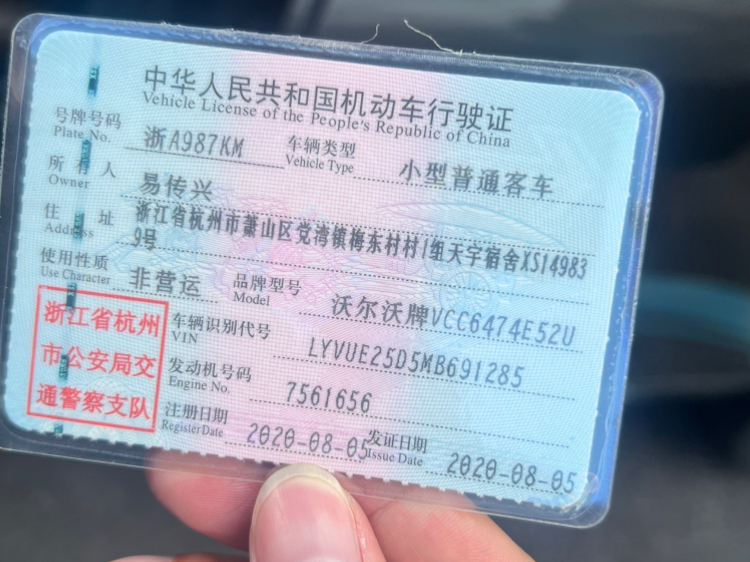 中华人民共和国机动车行驶证
Vehicle License of the People's Republic of China
号牌号码 浙A987KM 车辆类型 小型普通客车
Plate No. Vehicle Type
所有人 易传兴
Owner
住址 浙江省杭州市萧山区党湾镇梅东村村1组天宇宿舍XS14983
Address 9号
使用性质 非营运 品牌型号 沃尔沃牌VCC6474E52U
Use Character Model
车辆识别代号 LYVUE25D5MB691285
VIN
发动机号码 7561656
Engine No.
注册日期 2020-08-05 发证日期 2020-08-05
Register Date Issue Date
浙江省杭州
市公安局交
通警察支队